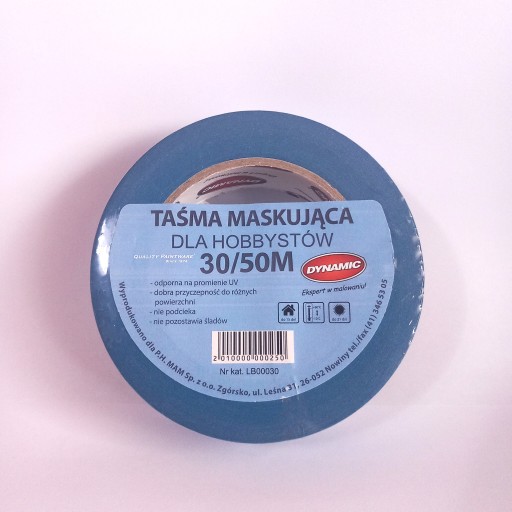 DYNAMIC
TAŚMA MASKUJĄCA
DLA HOBBYSTÓW
QUALITY PAINTWARE
30/50M
DYNAMIC
Ekspert w malowaniu!
- odporna na promienie UV
- dobra przyczepność do różnych
powierzchni
- nie podcieka
- nie pozostawia śladów
2010000000250
Nr kat. LB00030
Wyprodukowano dla P.H. MAM Sp. z o.o. Zgórsko, ul. Leśna 31, 26-052 Nowiny tel./fax (41) 346 53 05